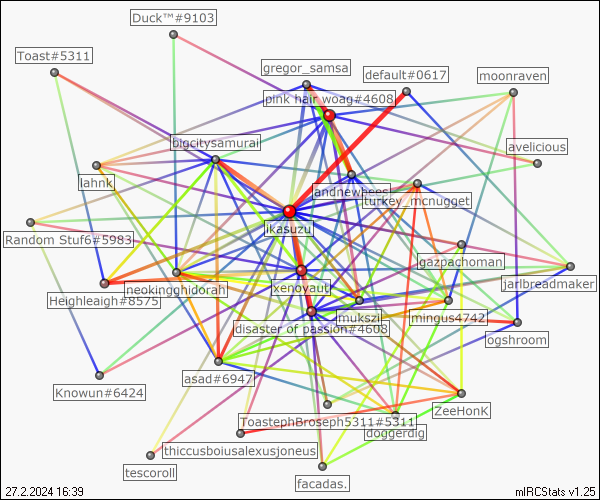 Duck™#9103
Toast#5311
gregor_samsa
default#0617
moonraven
pink hair woag#4608
bigcitysamurai
avelicious
lahnk
landnewheel
turkey_mcnugget
ikasuzu
Random Stuf6#5983
gazpachoman
neokingghidorah
xenoyaut
jarlbreadmaker
Heighleaigh#8575
mukszi
mingus4742
disaster of passion#4608
ogshroom
asad#6947
Knowun#6424
ZeeHonK
ToastephBroseph5311#5311
doggerdig
thiccusboiusalexusjoneus
tescoroll
facadas.
27.2.2024 16:39
mIRCStats v1.25